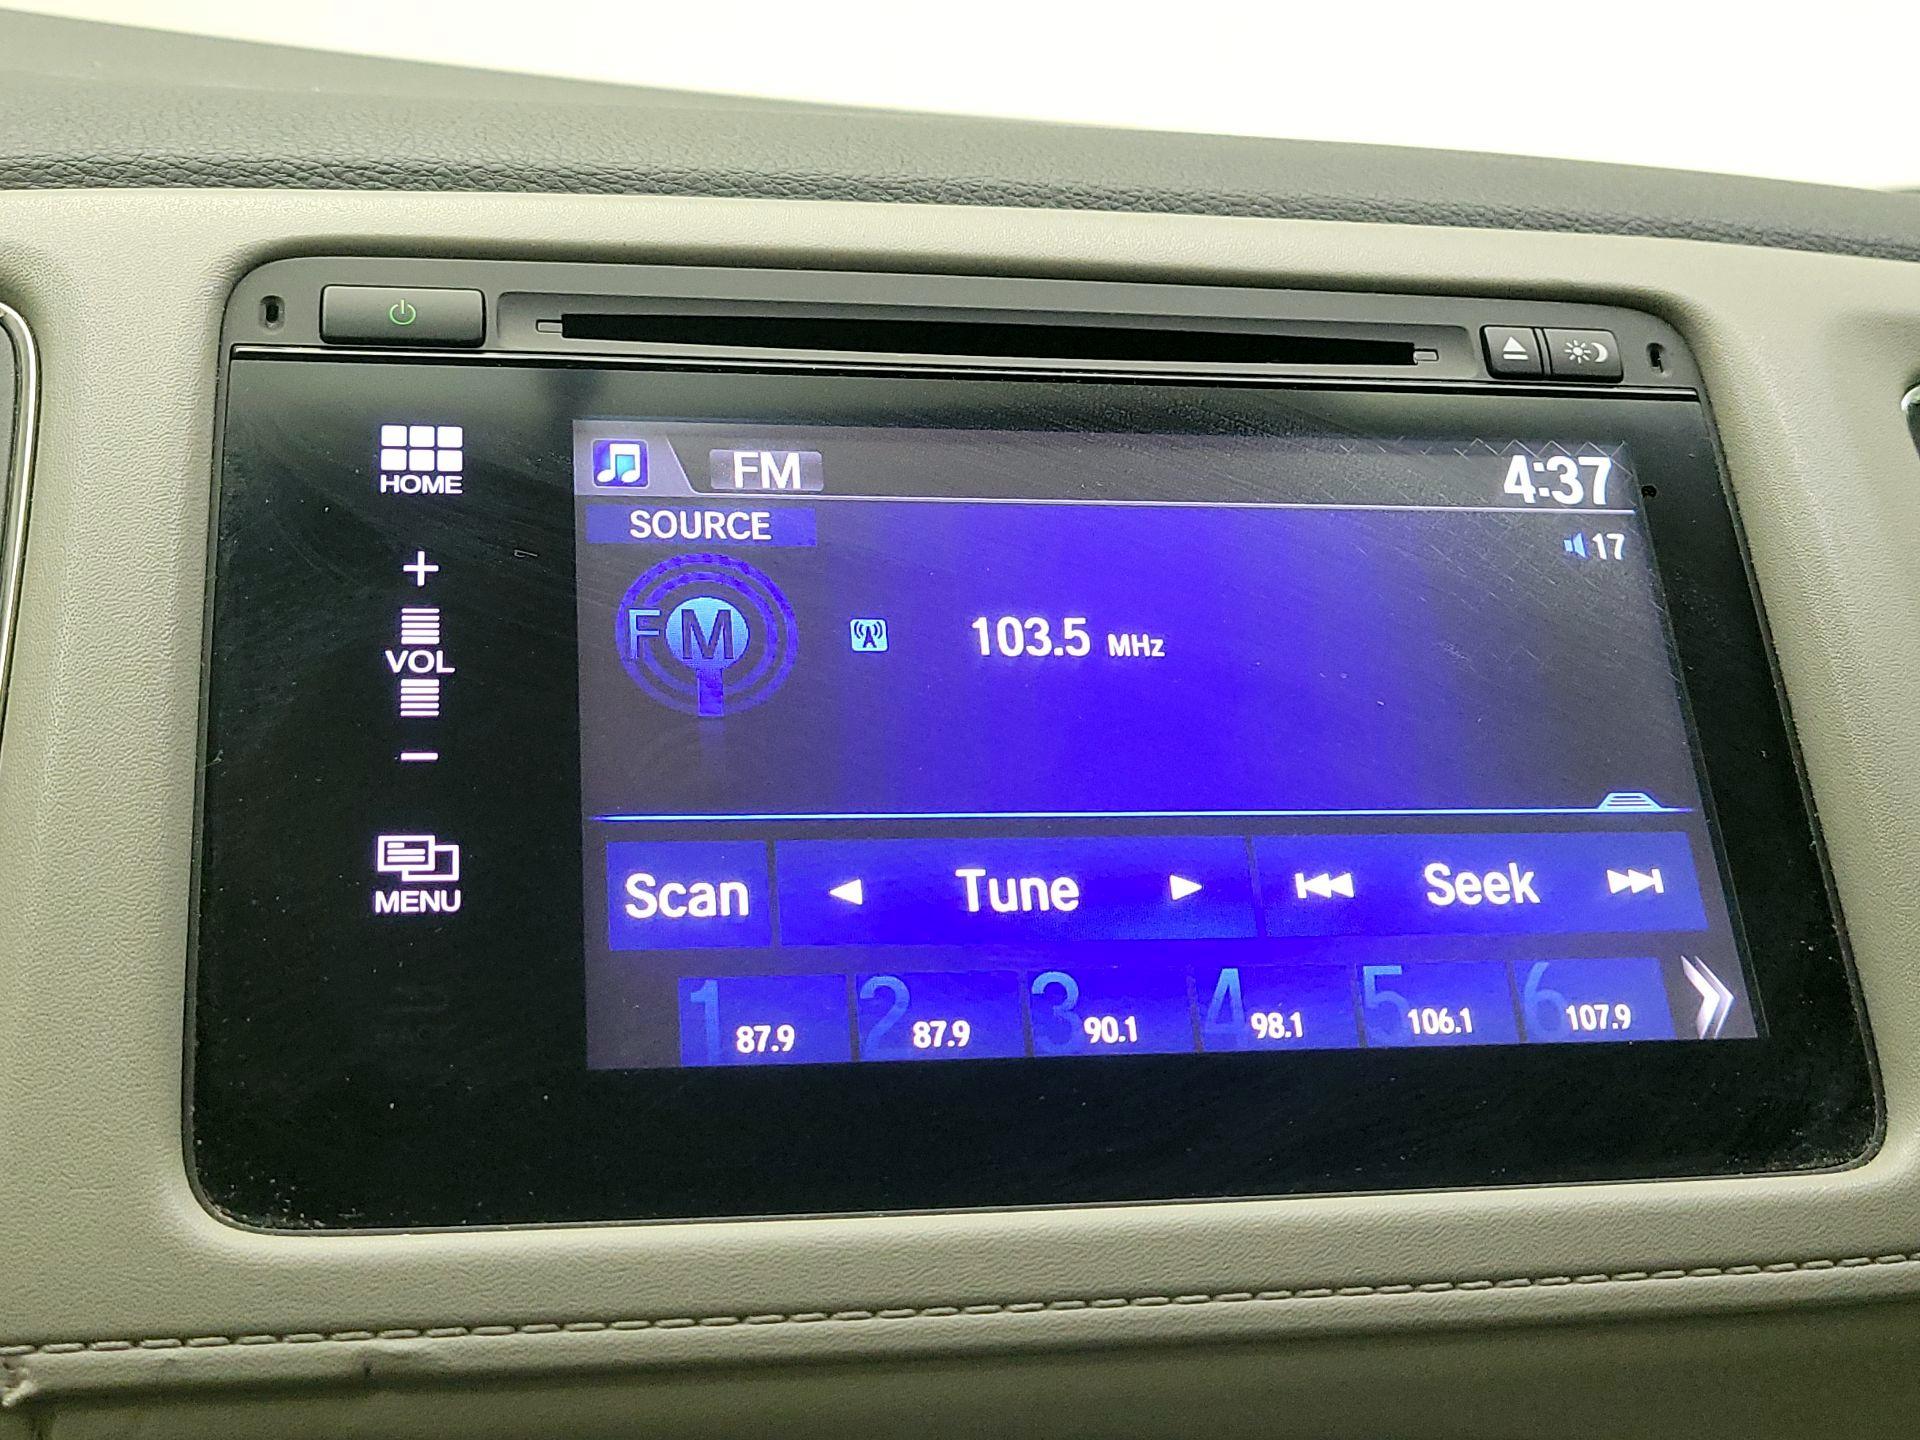 HOME
+
VOL
−
MENU
FM
4:37
SOURCE
17
FM
103.5 MHz
Scan
Tune
Seek
1 87.9
2 87.9
3 90.1
4 98.1
5 106.1
6 107.9